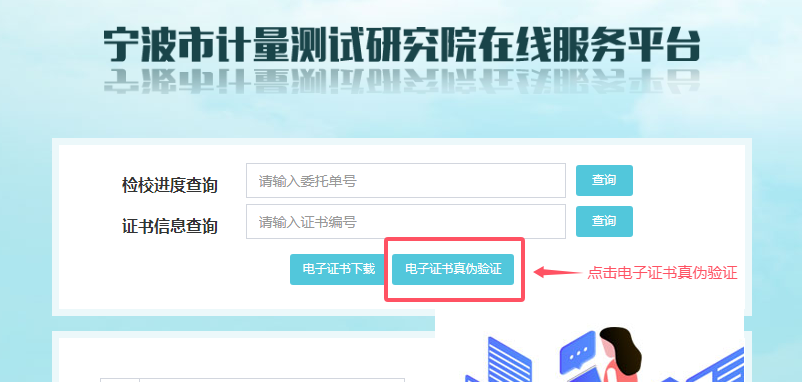 宁波市计量测试研究院在线服务平台
检校进度查询 请输入委托单号 查询
证书信息查询 请输入证书编号 查询
电子证书下载 电子证书真伪验证 点击电子证书真伪验证